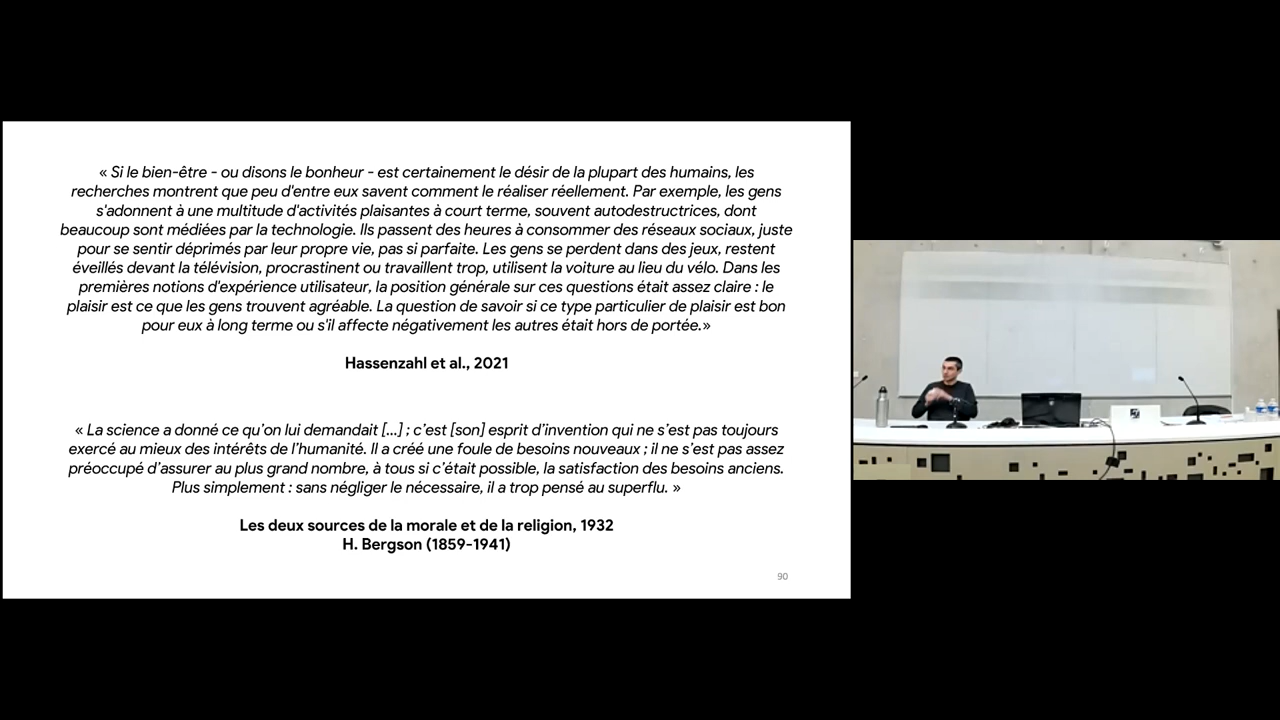 « Si le bien-être - ou disons le bonheur - est certainement le désir de la plupart des humains, les
recherches montrent que peu d'entre eux savent comment le réaliser réellement. Par exemple, les gens
s'adonnent à une multitude d'activités plaisantes à court terme, souvent autodestructrices, dont
beaucoup sont médiées par la technologie. Ils passent des heures à consommer des réseaux sociaux, juste
pour se sentir déprimés par leur propre vie, pas si parfaite. Les gens se perdent dans des jeux, restent
éveillés devant la télévision, procrastinent ou travaillent trop, utilisent la voiture au lieu du vélo. Dans les
premières notions d'expérience utilisateur, la position générale sur ces questions était assez claire : le
plaisir est ce que les gens trouvent agréable. La question de savoir si ce type particulier de plaisir est bon
pour eux à long terme ou s'il affecte négativement les autres était hors de portée.»
Hassenzahl et al., 2021
« La science a donné ce qu’on lui demandait [...] ; c’est [son] esprit d’invention qui ne s’est pas toujours
exercé au mieux des intérêts de l’humanité. Il a créé une foule de besoins nouveaux ; il ne s’est pas assez
préoccupé d’assurer au plus grand nombre, à tous si c’était possible, la satisfaction des besoins anciens.
Plus simplement : sans négliger le nécessaire, il a trop pensé au superflu. »
Les deux sources de la morale et de la religion, 1932
H. Bergson (1859-1941)
90